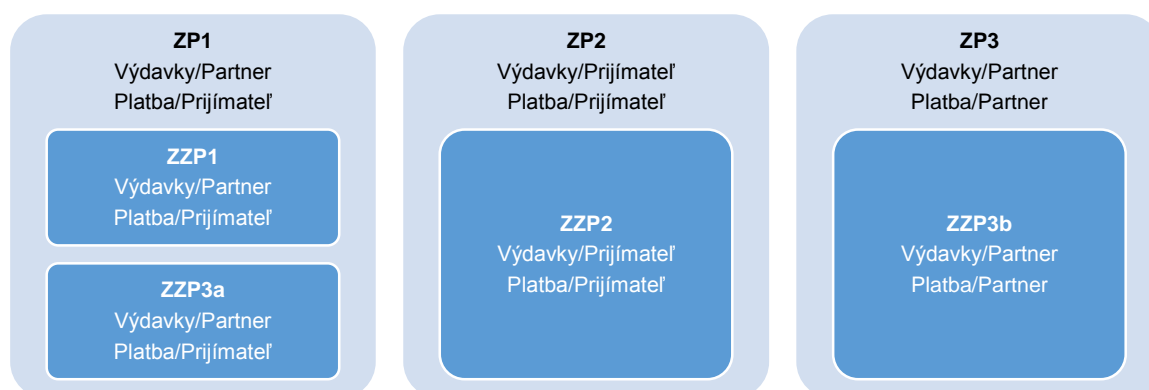 ZP1
Výdavky/Partner
Platba/Prijímateľ
ZZP1
Výdavky/Partner
Platba/Prijímateľ
ZZP3a
Výdavky/Partner
Platba/Prijímateľ
ZP2
Výdavky/Prijímateľ
Platba/Prijímateľ
ZZP2
Výdavky/Prijímateľ
Platba/Prijímateľ
ZP3
Výdavky/Partner
Platba/Partner
ZZP3b
Výdavky/Partner
Platba/Partner